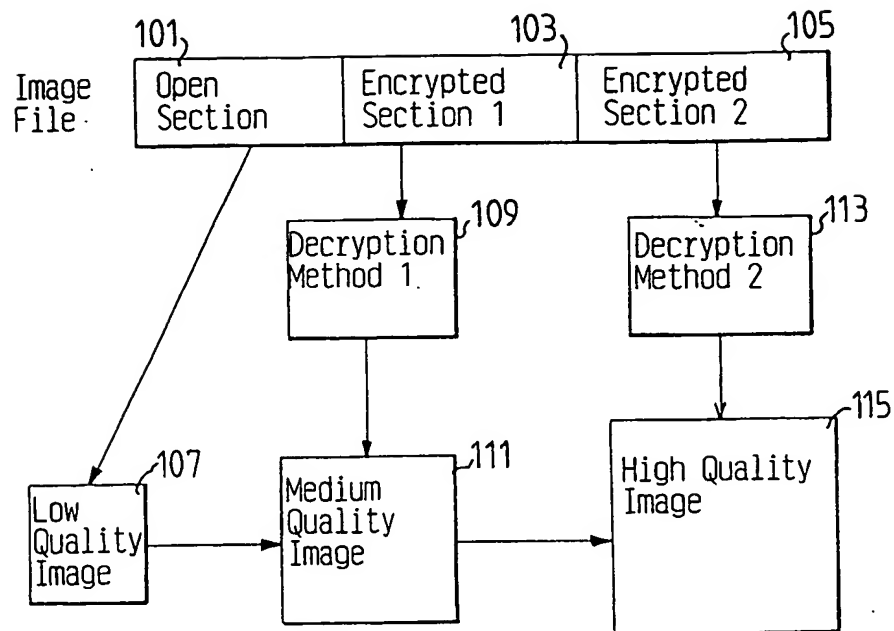 101
103
105
Image
File
Open
Section
Encrypted
Section 1
Encrypted
Section 2
109
Decryption
Method 1
113
Decryption
Method 2
107
Low
Quality
Image
111
Medium
Quality
Image
115
High Quality
Image